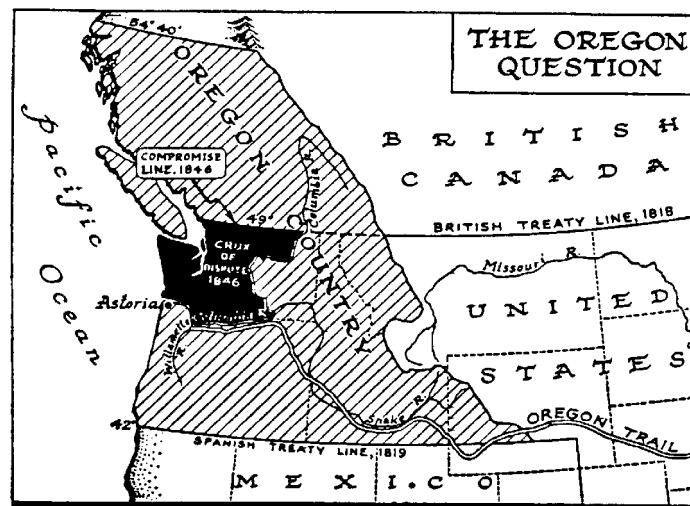 THE OREGON
QUESTION
54° 40'
OREGON
COUNTRY
Pacific
Ocean
BRITISH
CANADA
COMPROMISE
LINE, 1846
49°
Columbia R.
BRITISH TREATY LINE, 1818
CRUX
OF
DISPUTE
1846
Missouri R.
UNITED
STATES
Astoria
Columbia R.
Willamette
R.
Snake R.
OREGON TRAIL
42°
SPANISH TREATY LINE, 1819
MEXICO